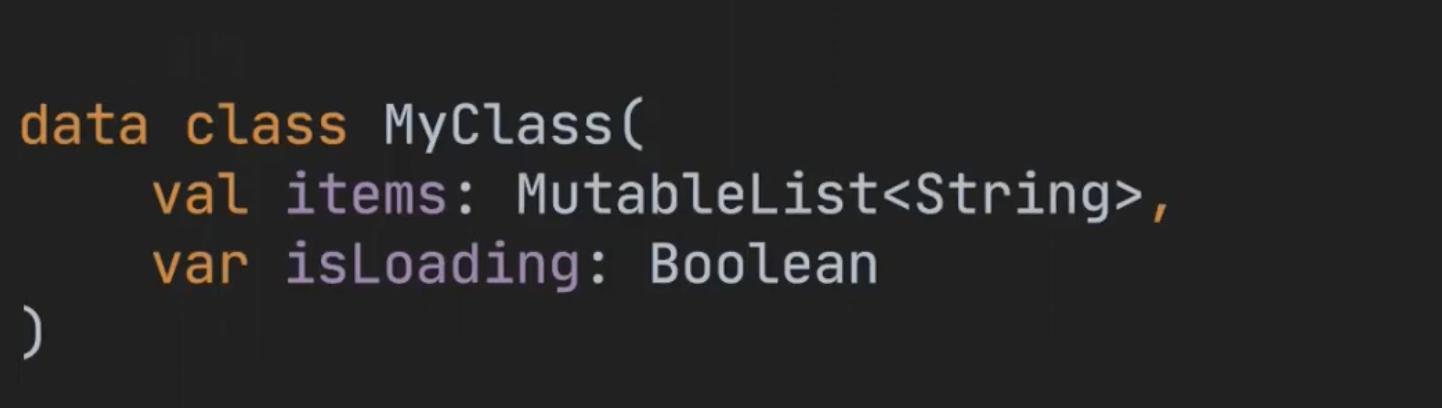 data class MyClass(
    val items: MutableList<String>,
    var isLoading: Boolean
)